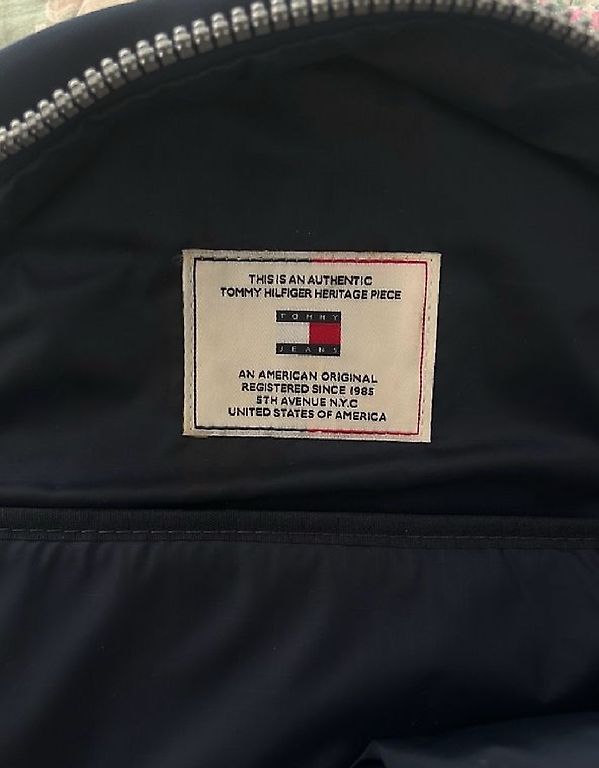 THIS IS AN AUTHENTIC
TOMMY HILFIGER HERITAGE PIECE
TOMMY
JEANS
AN AMERICAN ORIGINAL
REGISTERED SINCE 1985
5TH AVENUE N.Y.C
UNITED STATES OF AMERICA